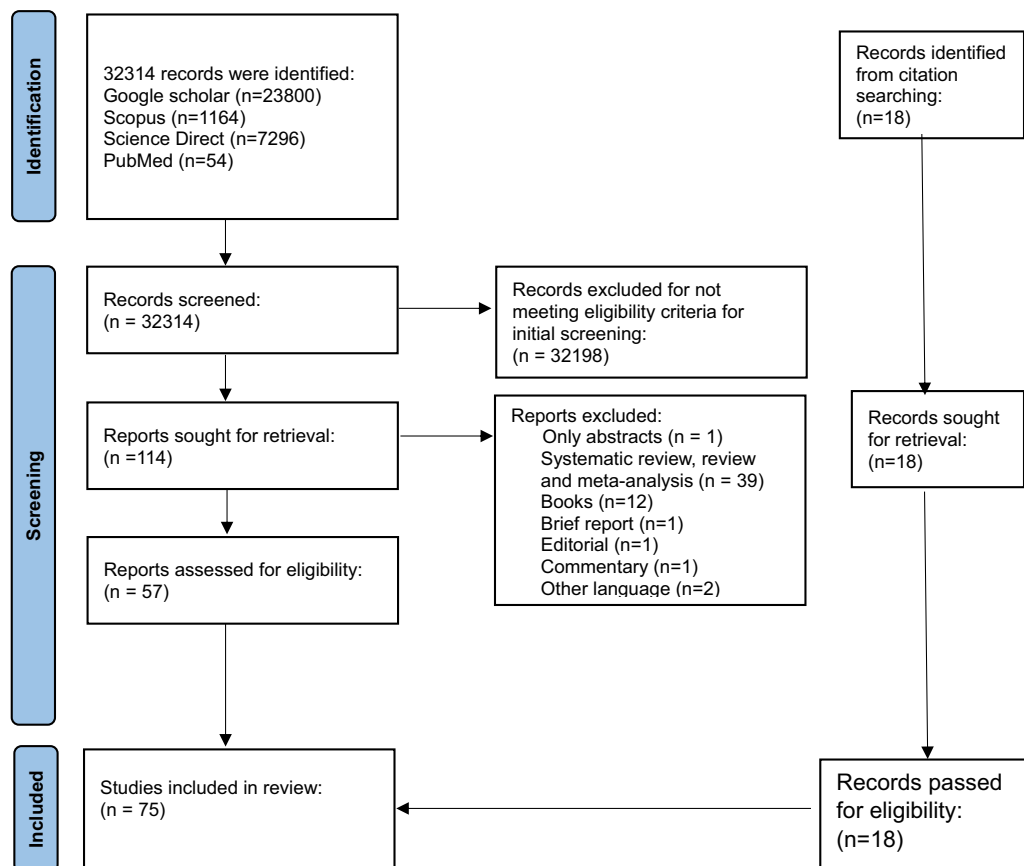 Identification
32314 records were identified:
Google scholar (n=23800)
Scopus (n=1164)
Science Direct (n=7296)
PubMed (n=54)
Records identified
from citation
searching:
(n=18)
Screening
Records screened:
(n = 32314)
Records excluded for not
meeting eligibility criteria for
initial screening:
(n = 32198)
Reports sought for retrieval:
(n =114)
Reports excluded:
Only abstracts (n = 1)
Systematic review, review
and meta-analysis (n = 39)
Books (n=12)
Brief report (n=1)
Editorial (n=1)
Commentary (n=1)
Other language (n=2)
Records sought
for retrieval:
(n=18)
Reports assessed for eligibility:
(n = 57)
Included
Studies included in review:
(n = 75)
Records passed
for eligibility:
(n=18)